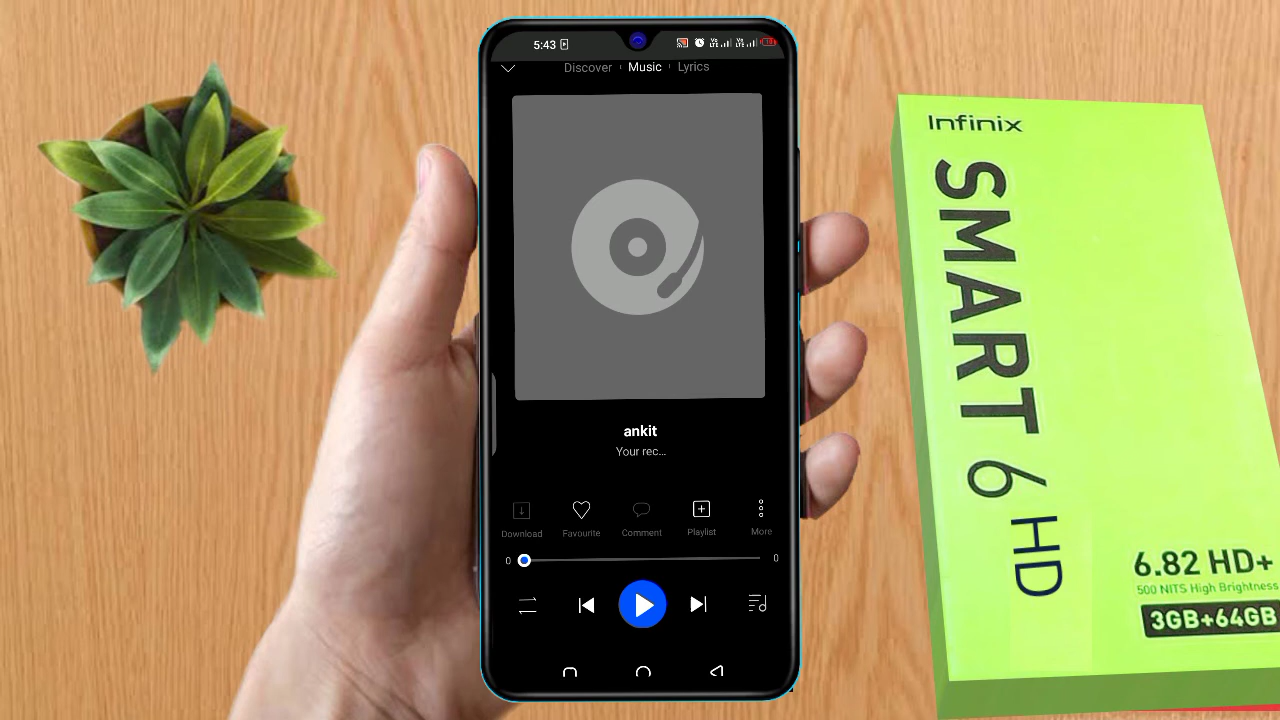 5:43
Discover Music Lyrics
ankit
Your rec...
Download Favourite Comment Playlist More
0 0
Infinix
SMART 6 HD
6.82 HD+
500 NITS High Brightness
3GB+64GB